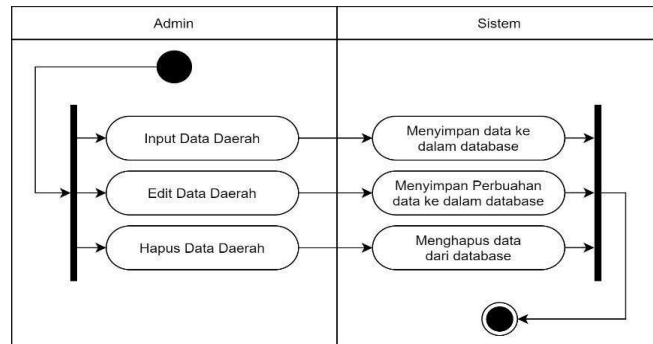 Admin
Sistem
Input Data Daerah
Menyimpan data ke
dalam database
Edit Data Daerah
Menyimpan Perbuahan
data ke dalam database
Hapus Data Daerah
Menghapus data
dari database